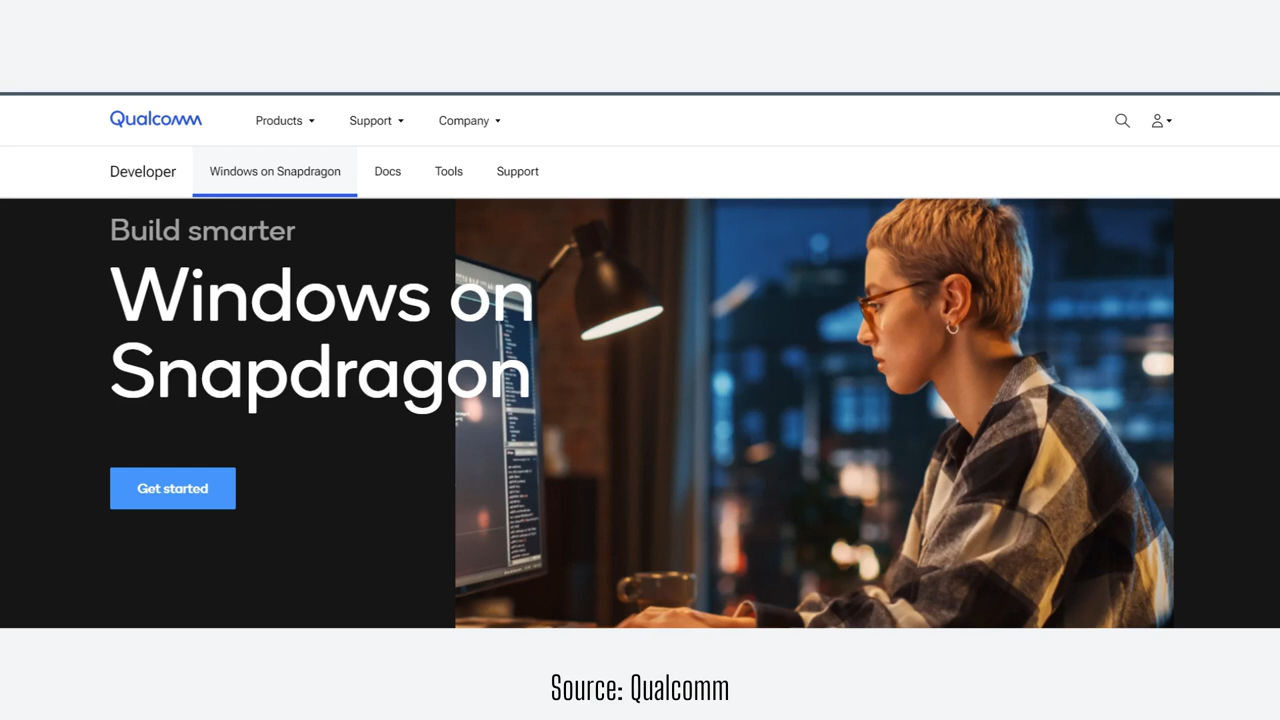 Qualcomm
Products
Support
Company
Developer
Windows on Snapdragon
Docs
Tools
Support
Build smarter
Windows on
Snapdragon
Get started
Source: Qualcomm